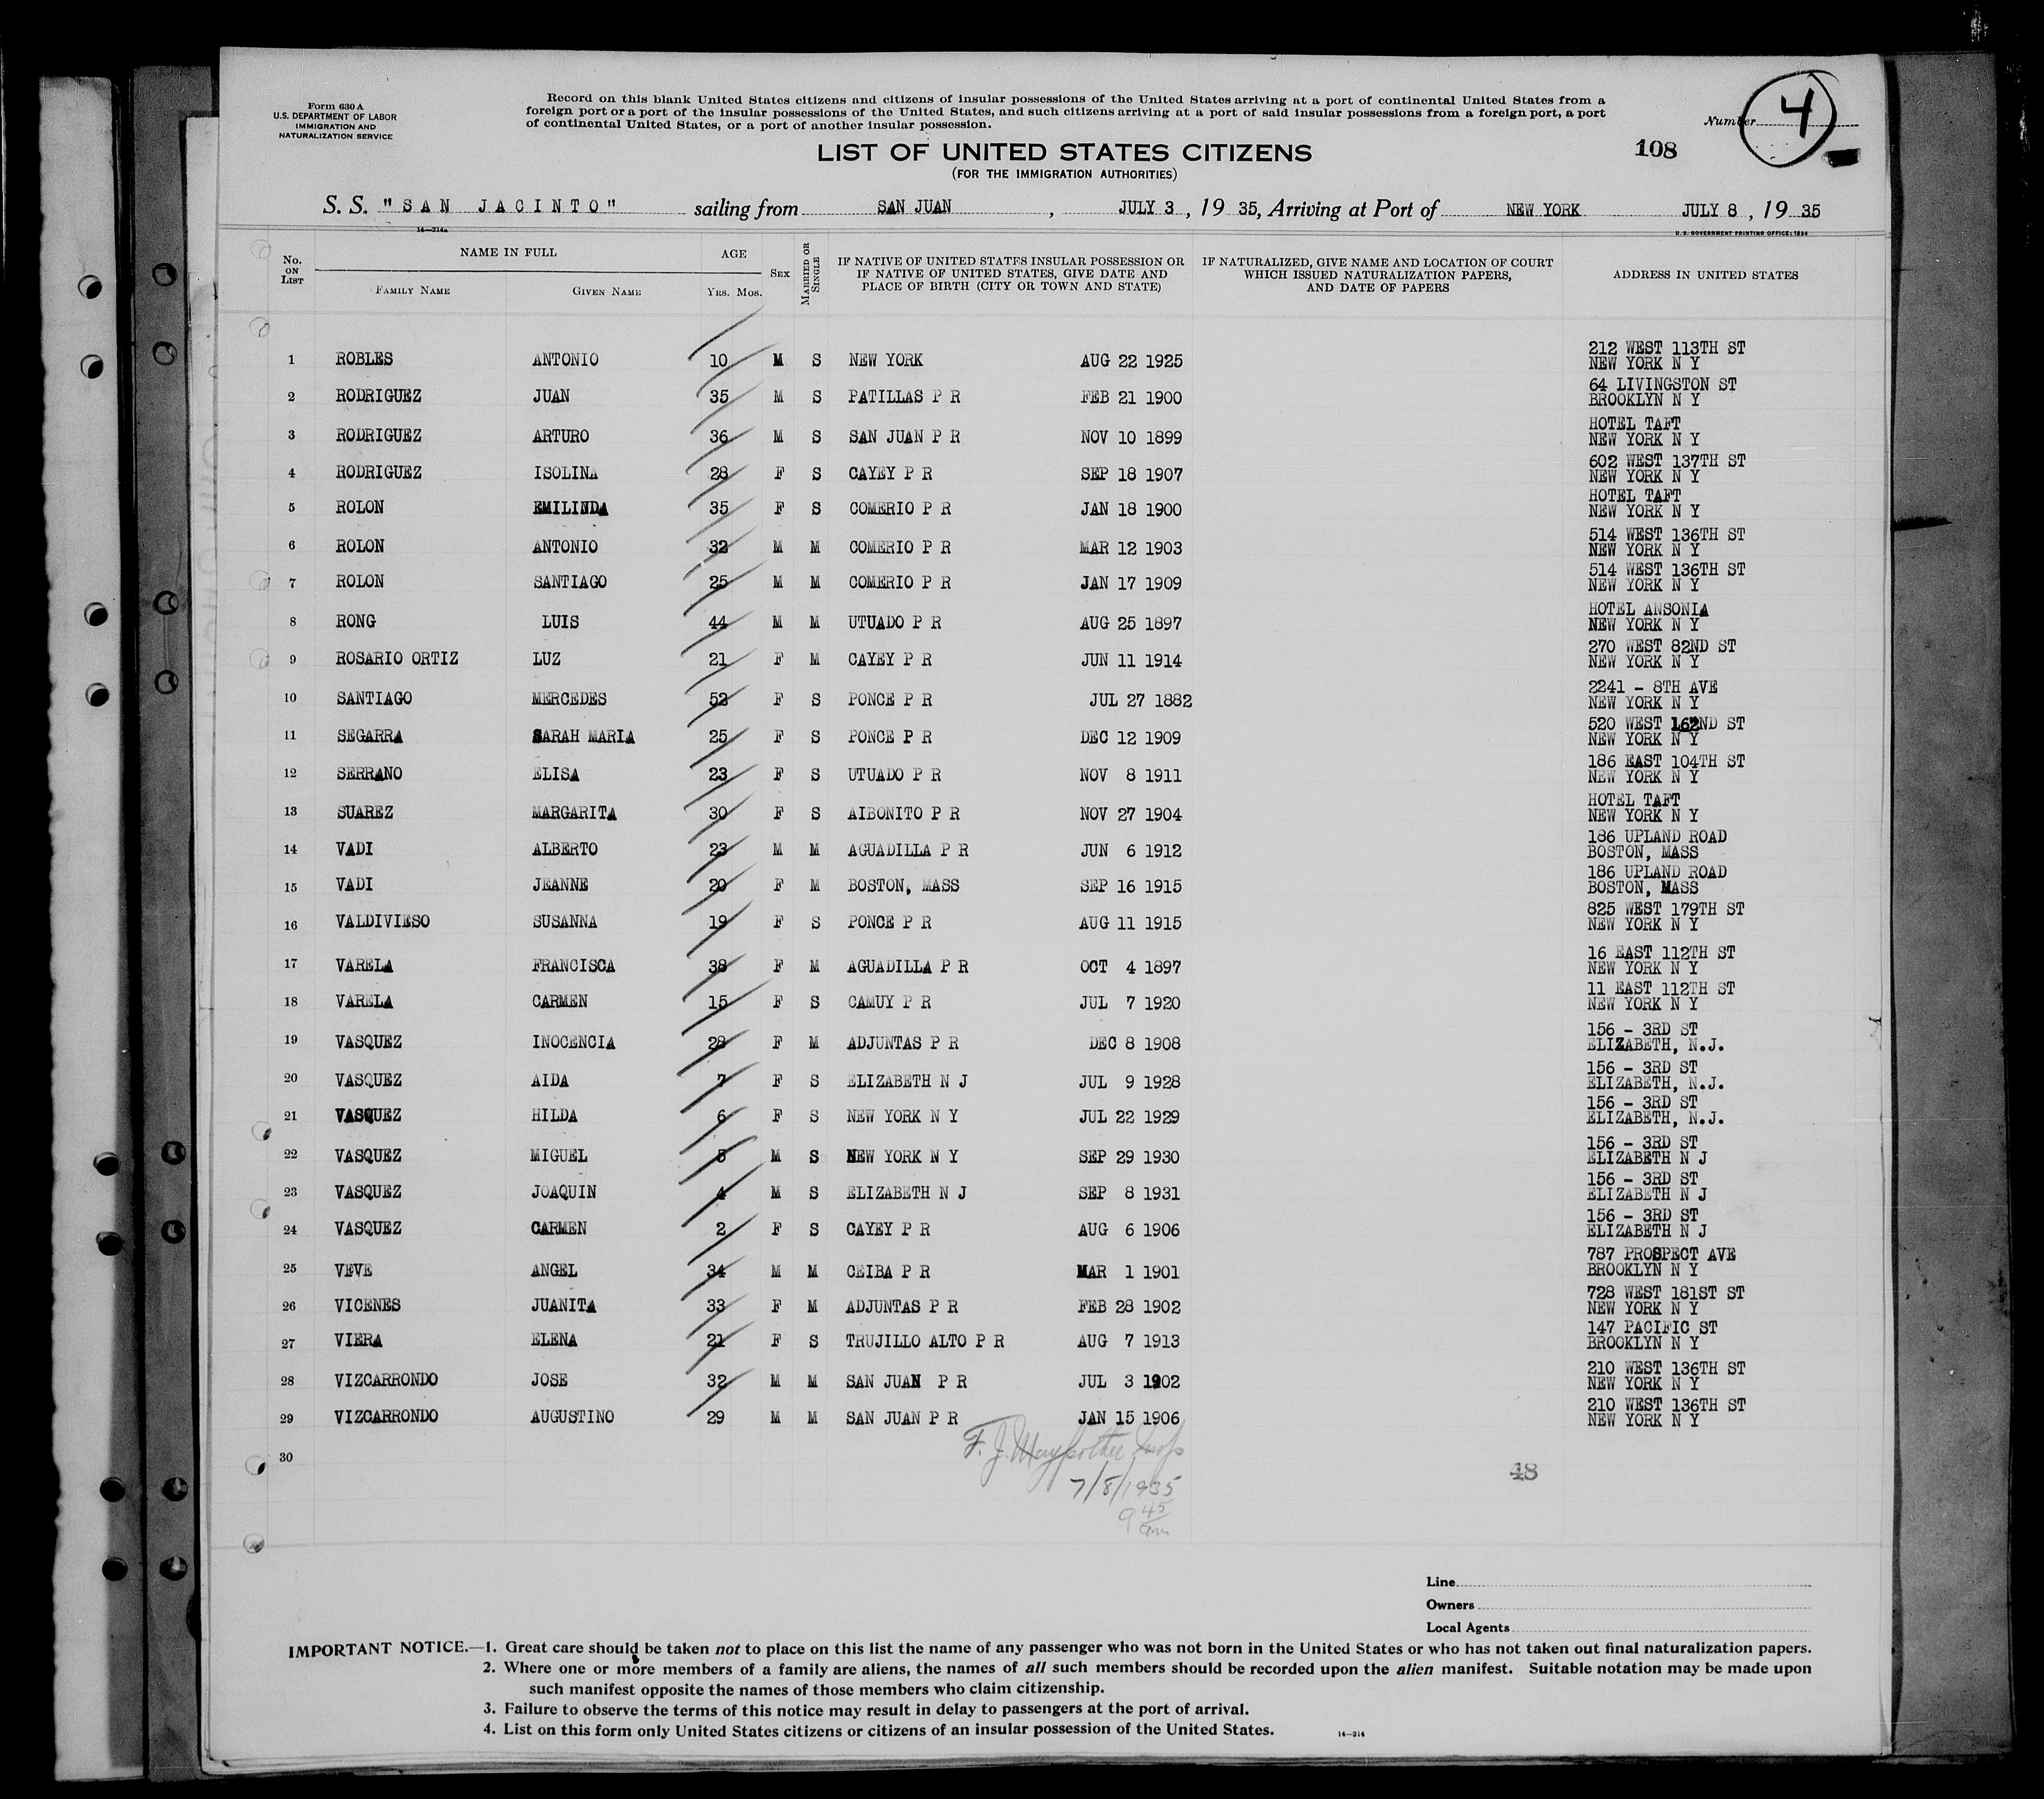 Form 630 A
U.S. DEPARTMENT OF LABOR
IMMIGRATION AND
NATURALIZATION SERVICE
Record on this blank United States citizens and citizens of insular possessions of the United States arriving at a port of continental United States from a
foreign port or a port of the insular possessions of the United States, and such citizens arriving at a port of said insular possessions from a foreign port, a port
of continental United States, or a port of another insular possession.
Number 4
108
LIST OF UNITED STATES CITIZENS
(FOR THE IMMIGRATION AUTHORITIES)
S. S. "SAN JACINTO" sailing from SAN JUAN, JULY 3, 1935, Arriving at Port of NEW YORK JULY 8, 1935
14—214a
U.S. GOVERNMENT PRINTING OFFICE: 1934
No. ON LIST NAME IN FULL FAMILY NAME GIVEN NAME AGE YRS. MOS. SEX MARRIED OR SINGLE IF NATIVE OF UNITED STATES INSULAR POSSESSION OR IF NATIVE OF UNITED STATES, GIVE DATE AND PLACE OF BIRTH (CITY OR TOWN AND STATE) IF NATURALIZED, GIVE NAME AND LOCATION OF COURT WHICH ISSUED NATURALIZATION PAPERS, AND DATE OF PAPERS ADDRESS IN UNITED STATES
1 ROBLES ANTONIO 10 M S NEW YORK AUG 22 1925 212 WEST 113TH ST NEW YORK N Y
2 RODRIGUEZ JUAN 35 M S PATILLAS P R FEB 21 1900 64 LIVINGSTON ST BROOKLYN N Y
3 RODRIGUEZ ARTURO 36 M S SAN JUAN P R NOV 10 1899 HOTEL TAFT NEW YORK N Y
4 RODRIGUEZ ISOLINA 28 F S CAYEY P R SEP 18 1907 602 WEST 137TH ST NEW YORK N Y
5 ROLON EMILINDA 35 F S COMERIO P R JAN 18 1900 HOTEL TAFT NEW YORK N Y
6 ROLON ANTONIO 32 M M COMERIO P R MAR 12 1903 514 WEST 136TH ST NEW YORK N Y
7 ROLON SANTIAGO 25 M M COMERIO P R JAN 17 1909 514 WEST 136TH ST NEW YORK N Y
8 RONG LUIS 44 M M UTUADO P R AUG 25 1897 HOTEL ANSONIA NEW YORK N Y
9 ROSARIO ORTIZ LUZ 21 F M CAYEY P R JUN 11 1914 270 WEST 82ND ST NEW YORK N Y
10 SANTIAGO MERCEDES 52 F S PONCE P R JUL 27 1882 2241 - 8TH AVE NEW YORK N Y
11 SEGARRA SARAH MARIA 25 F S PONCE P R DEC 12 1909 520 WEST 162ND ST NEW YORK N Y
12 SERRANO ELISA 23 F S UTUADO P R NOV 8 1911 186 EAST 104TH ST NEW YORK N Y
13 SUAREZ MARGARITA 30 F S AIBONITO P R NOV 27 1904 HOTEL TAFT NEW YORK N Y
14 VADI ALBERTO 23 M M AGUADILLA P R JUN 6 1912 186 UPLAND ROAD BOSTON, MASS
15 VADI JEANNE 20 F M BOSTON, MASS SEP 16 1915 186 UPLAND ROAD BOSTON, MASS
16 VALDIVIESO SUSANNA 19 F S PONCE P R AUG 11 1915 825 WEST 179TH ST NEW YORK N Y
17 VARELA FRANCISCA 38 F M AGUADILLA P R OCT 4 1897 16 EAST 112TH ST NEW YORK N Y
18 VARELA CARMEN 15 F S CAMUY P R JUL 7 1920 11 EAST 112TH ST NEW YORK N Y
19 VASQUEZ INOCENCIA 28 F M ADJUNTAS P R DEC 8 1908 156 - 3RD ST ELIZABETH, N.J.
20 VASQUEZ AIDA 7 F S ELIZABETH N J JUL 9 1928 156 - 3RD ST ELIZABETH, N.J.
21 VASQUEZ HILDA 6 F S NEW YORK N Y JUL 22 1929 156 - 3RD ST ELIZABETH, N.J.
22 VASQUEZ MIGUEL 5 M S NEW YORK N Y SEP 29 1930 156 - 3RD ST ELIZABETH N J
23 VASQUEZ JOAQUIN 4 M S ELIZABETH N J SEP 8 1931 156 - 3RD ST ELIZABETH N J
24 VASQUEZ CARMEN 2 F S CAYEY P R AUG 6 1906 156 - 3RD ST ELIZABETH N J
25 VEVE ANGEL 34 M M CEIBA P R MAR 1 1901 787 PROSPECT AVE BROOKLYN N Y
26 VICENES JUANITA 33 F M ADJUNTAS P R FEB 28 1902 728 WEST 181ST ST NEW YORK N Y
27 VIERA ELENA 21 F S TRUJILLO ALTO P R AUG 7 1913 147 PACIFIC ST BROOKLYN N Y
28 VIZCARRONDO JOSE 32 M M SAN JUAN P R JUL 3 1902 210 WEST 136TH ST NEW YORK N Y
29 VIZCARRONDO AUGUSTINO 29 M M SAN JUAN P R JAN 15 1906 210 WEST 136TH ST NEW YORK N Y
30
F. J.
7/8/1935
9 45 am
48
Line
Owners
Local Agents
IMPORTANT NOTICE.—1. Great care should be taken not to place on this list the name of any passenger who was not born in the United States or who has not taken out final naturalization papers.
2. Where one or more members of a family are aliens, the names of all such members should be recorded upon the alien manifest. Suitable notation may be made upon
such manifest opposite the names of those members who claim citizenship.
3. Failure to observe the terms of this notice may result in delay to passengers at the port of arrival.
4. List on this form only United States citizens or citizens of an insular possession of the United States.
14—214